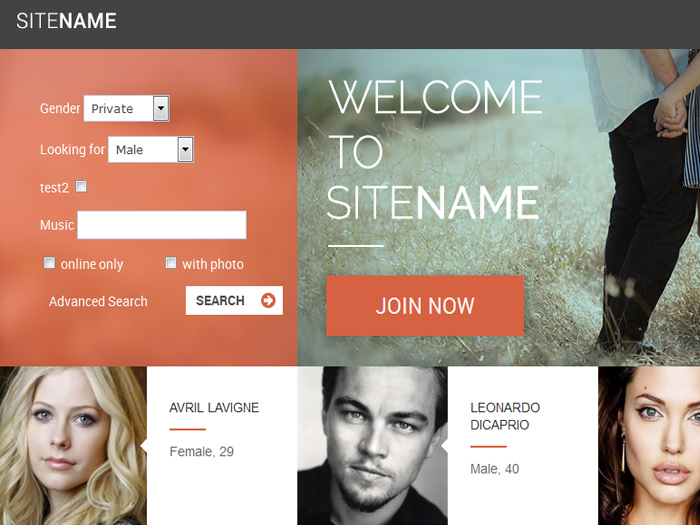 SITENAME
Gender Private
Looking for Male
test2
Music
online only with photo
Advanced Search SEARCH
WELCOME
TO
SITENAME
JOIN NOW
AVRIL LAVIGNE
Female, 29
LEONARDO
DICAPRIO
Male, 40